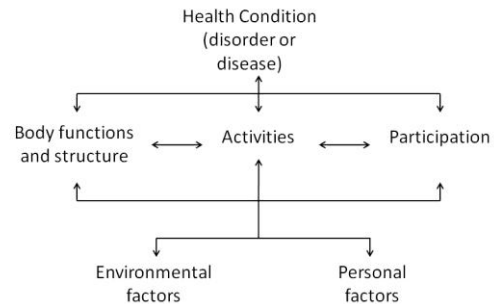 Health Condition
(disorder or
disease)
Body functions
and structure
Activities
Participation
Environmental
factors
Personal
factors